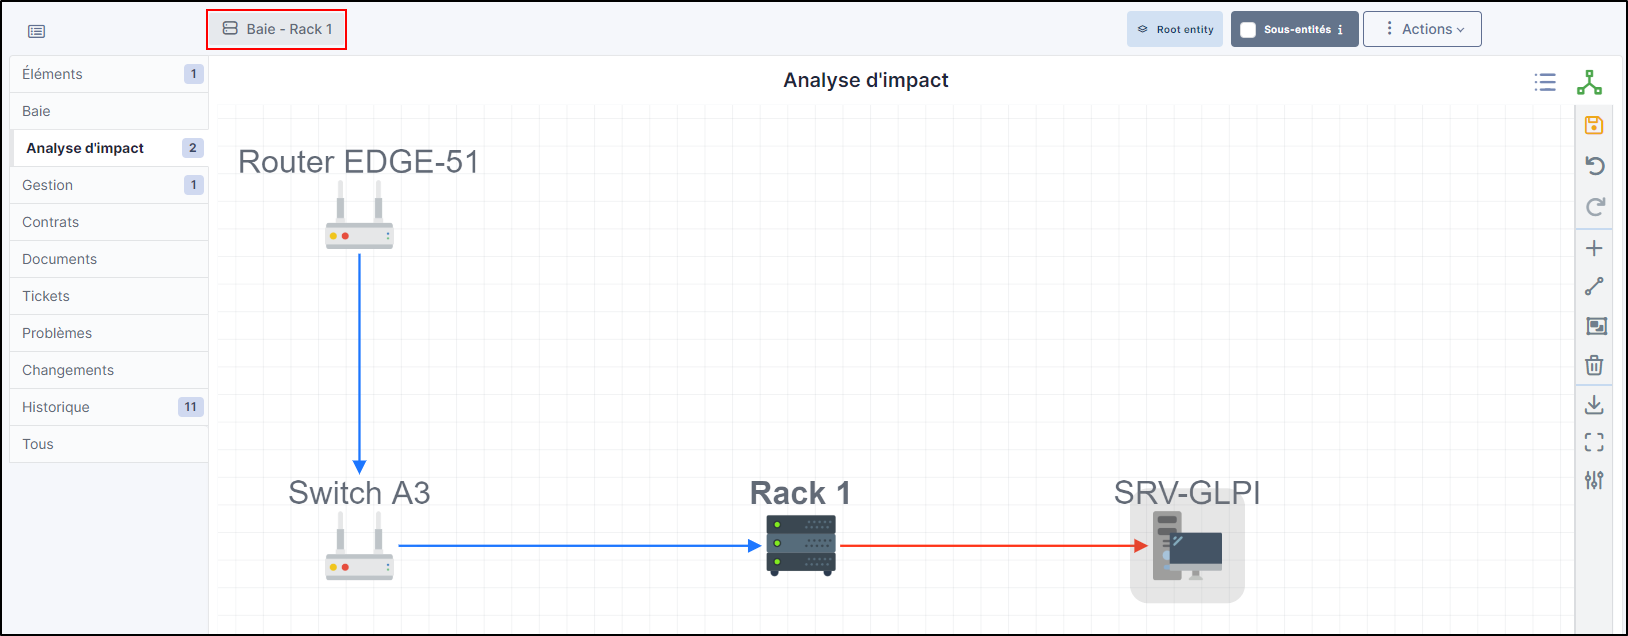 Baie - Rack 1
Root entity
Sous-entités i
Actions
Éléments 1
Baie
Analyse d'impact 2
Gestion 1
Contrats
Documents
Tickets
Problèmes
Changements
Historique 11
Tous
Analyse d'impact
Router EDGE-51
Switch A3
Rack 1
SRV-GLPI